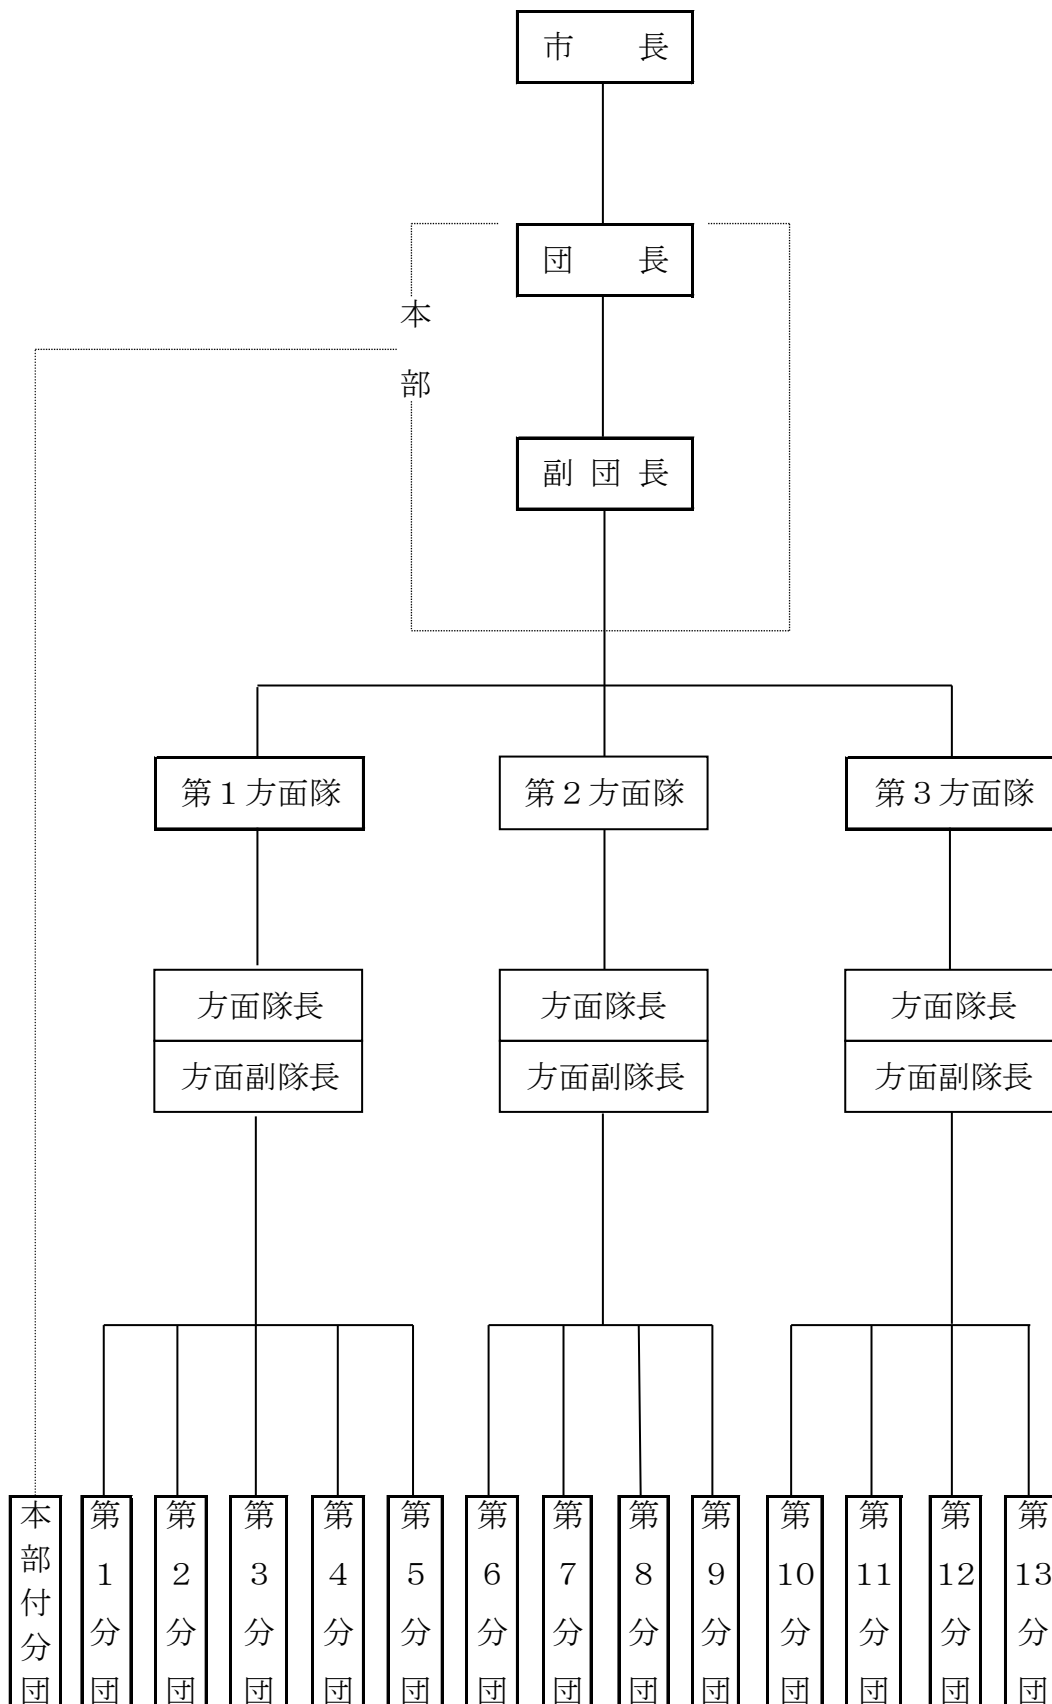 市　　長
団　　長
本部
副 団 長
第１方面隊
第２方面隊
第３方面隊
方面隊長
方面副隊長
方面隊長
方面副隊長
方面隊長
方面副隊長
本部付分団
第1分団
第2分団
第3分団
第4分団
第5分団
第6分団
第7分団
第8分団
第9分団
第10分団
第11分団
第12分団
第13分団